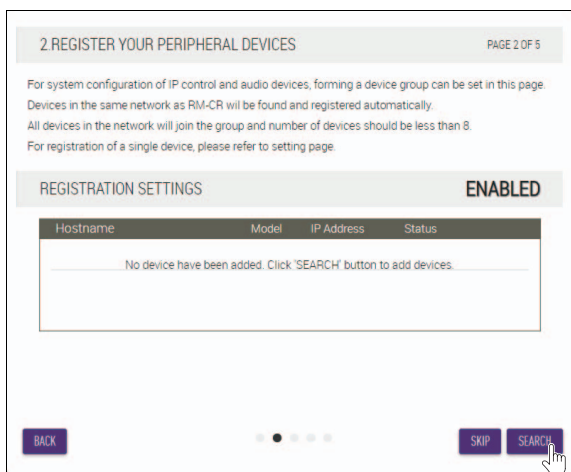 2.REGISTER YOUR PERIPHERAL DEVICES PAGE 2 OF 5
For system configuration of IP control and audio devices, forming a device group can be set in this page.
Devices in the same network as RM-CR wil be found and registered automatically.
All devices in the network will join the group and number of devices should be less than 8.
For registration of a single device, please refer to setting page.
REGISTRATION SETTINGS ENABLED
Hostname Model IP Address Status
No device have been added. Click 'SEARCH' button to add devices.
BACK SKIP SEARCH